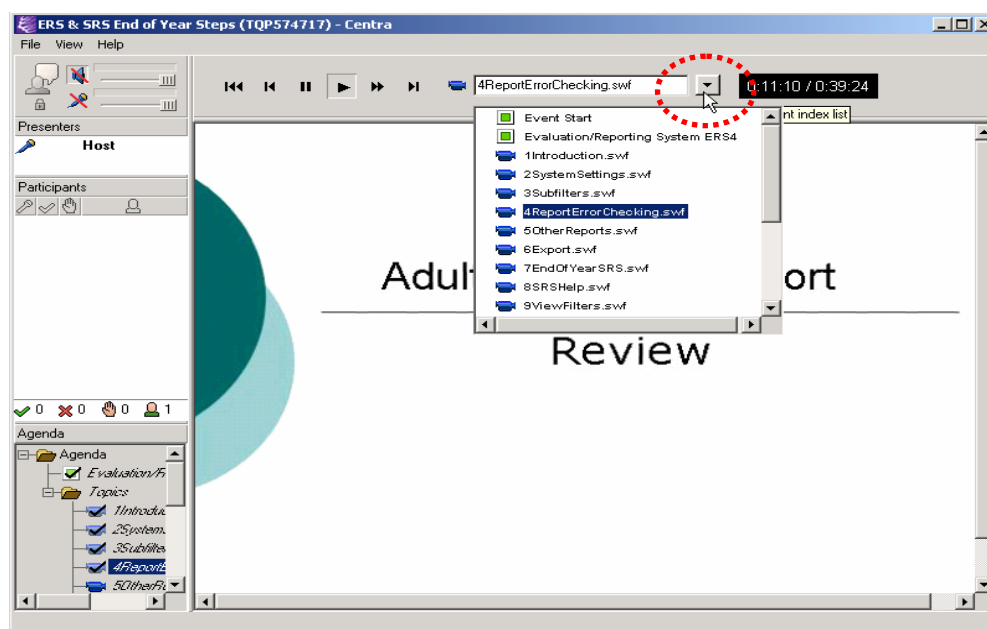 ERS & SRS End of Year Steps (TQP574717) - Centra
File View Help
4ReportErrorChecking.swf
0:11:10 / 0:39:24
nt index list
Presenters
Host
Participants
Event Start
Evaluation/Reporting System ERS4
1Introduction.swf
2SystemSettings.swf
3Subfilters.swf
4ReportErrorChecking.swf
5OtherReports.swf
6Export.swf
7EndOfYearSRS.swf
8SRSHelp.swf
9ViewFilters.swf
Adul ort
Review
0 0 0 1
Agenda
Agenda
Evaluation/R
Topics
1Introduc
2System.
3Subfilte
4ReportE
5OtherR